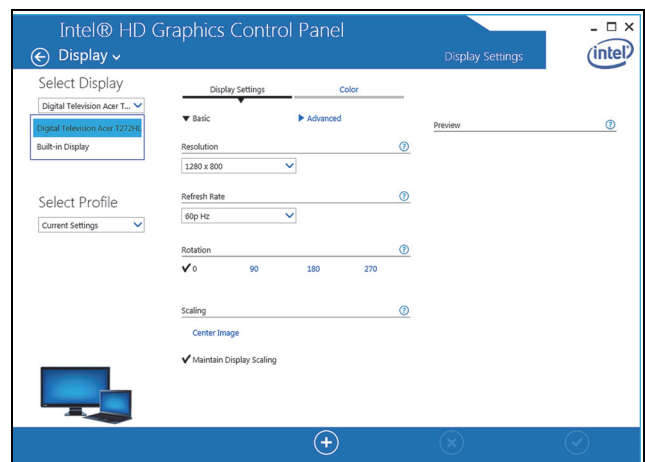 Intel® HD Graphics Control Panel
Display
Display Settings
intel
Select Display
Digital Television Acer T...
Digital Television Acer T272HL
Built-in Display
Select Profile
Current Settings
Display Settings
Color
Basic
Advanced
Resolution
?
1280 x 800
Refresh Rate
?
60p Hz
Rotation
?
0 90 180 270
Scaling
?
Center Image
Maintain Display Scaling
Preview
?